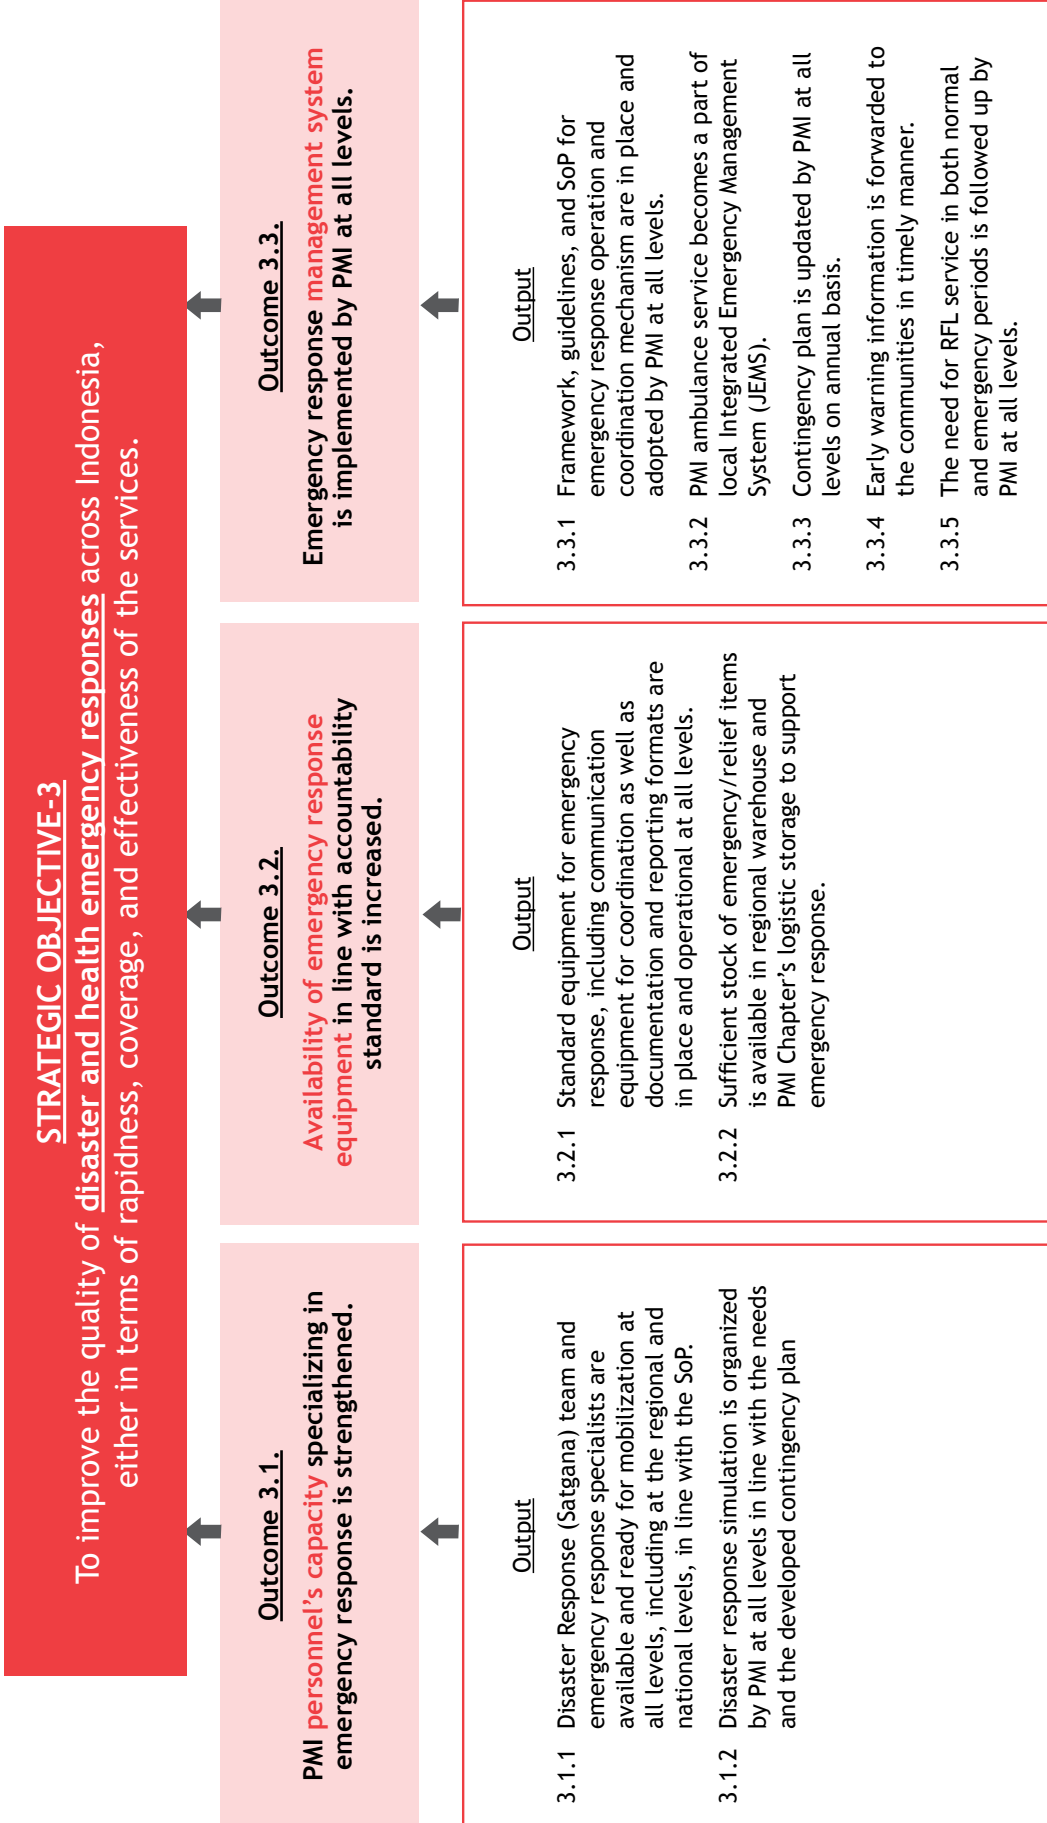 STRATEGIC OBJECTIVE-3
To improve the quality of disaster and health emergency responses across Indonesia,
either in terms of rapidness, coverage, and effectiveness of the services.
Outcome 3.1.
PMI personnel's capacity specializing in
emergency response is strengthened.
Output
3.1.1 Disaster Response (Satgana) team and
emergency response specialists are
available and ready for mobilization at
all levels, including at the regional and
national levels, in line with the SoP.
3.1.2 Disaster response simulation is organized
by PMI at all levels in line with the needs
and the developed contingency plan
Outcome 3.2.
Availability of emergency response
equipment in line with accountability
standard is increased.
Output
3.2.1 Standard equipment for emergency
response, including communication
equipment for coordination as well as
documentation and reporting formats are
in place and operational at all levels.
3.2.2 Sufficient stock of emergency/relief items
is available in regional warehouse and
PMI Chapter's logistic storage to support
emergency response.
Outcome 3.3.
Emergency response management system
is implemented by PMI at all levels.
Output
3.3.1 Framework, guidelines, and SoP for
emergency response operation and
coordination mechanism are in place and
adopted by PMI at all levels.
3.3.2 PMI ambulance service becomes a part of
local Integrated Emergency Management
System (JEMS).
3.3.3 Contingency plan is updated by PMI at all
levels on annual basis.
3.3.4 Early warning information is forwarded to
the communities in timely manner.
3.3.5 The need for RFL service in both normal
and emergency periods is followed up by
PMI at all levels.